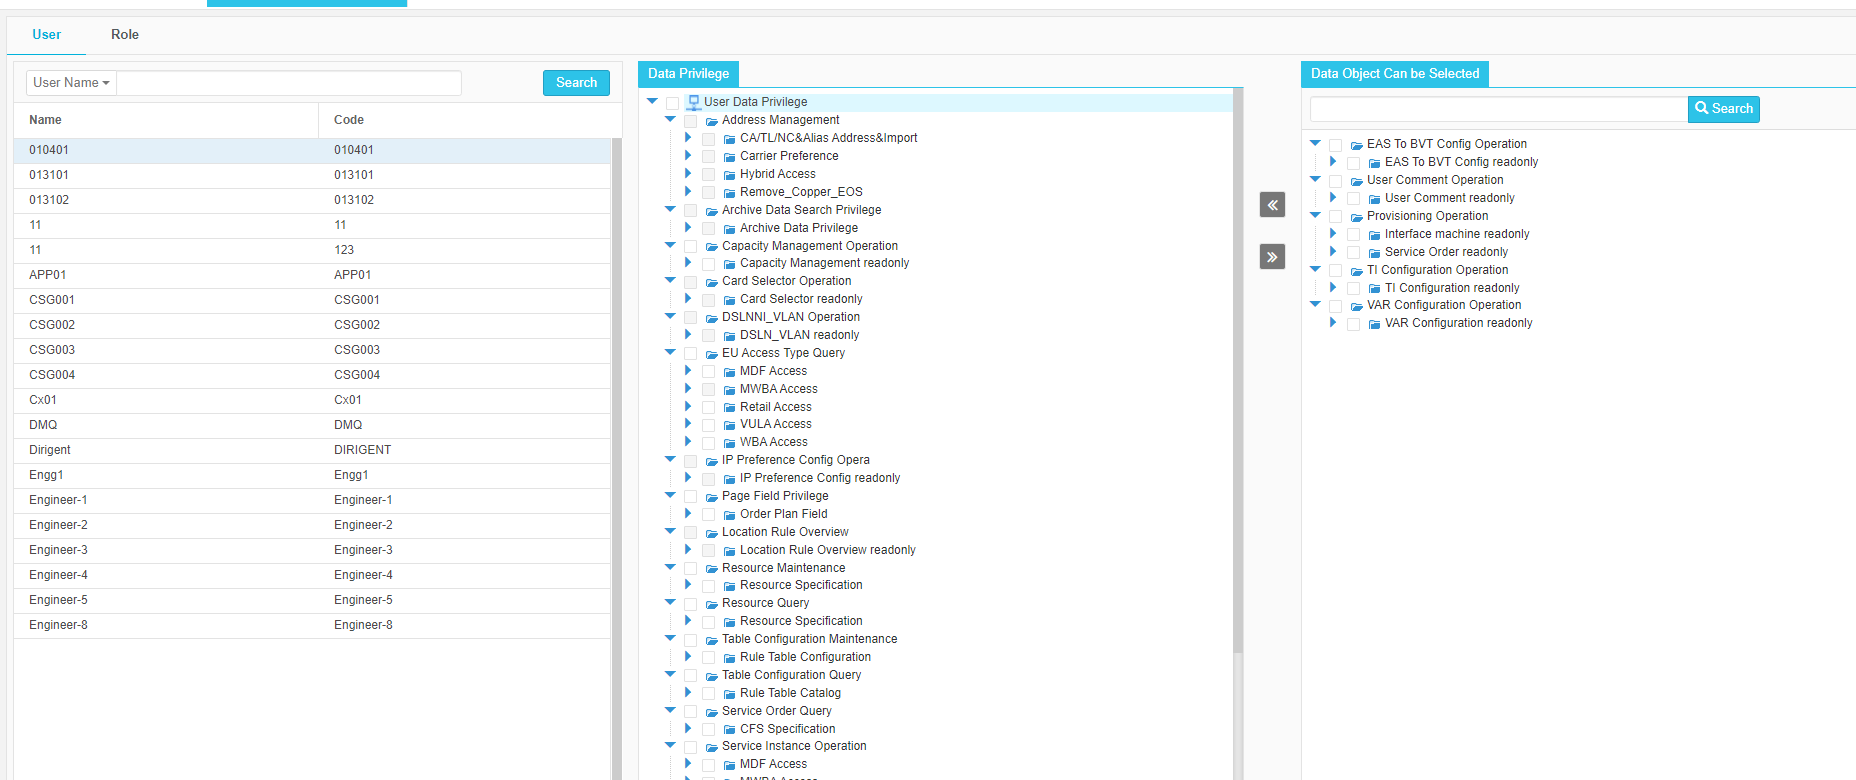 User Role
User Name Search
Name Code
010401 010401
013101 013101
013102 013102
11 11
11 123
APP01 APP01
CSG001 CSG001
CSG002 CSG002
CSG003 CSG003
CSG004 CSG004
Cx01 Cx01
DMQ DMQ
Dirigent DIRIGENT
Engg1 Engg1
Engineer-1 Engineer-1
Engineer-2 Engineer-2
Engineer-3 Engineer-3
Engineer-4 Engineer-4
Engineer-5 Engineer-5
Engineer-8 Engineer-8
Data Privilege
User Data Privilege
Address Management
CA/TL/NC&Alias Address&Import
Carrier Preference
Hybrid Access
Remove_Copper_EOS
Archive Data Search Privilege
Archive Data Privilege
Capacity Management Operation
Capacity Management readonly
Card Selector Operation
Card Selector readonly
DSLNNI_VLAN Operation
DSLN_VLAN readonly
EU Access Type Query
MDF Access
MWBA Access
Retail Access
VULA Access
WBA Access
IP Preference Config Opera
IP Preference Config readonly
Page Field Privilege
Order Plan Field
Location Rule Overview
Location Rule Overview readonly
Resource Maintenance
Resource Specification
Resource Query
Resource Specification
Table Configuration Maintenance
Rule Table Configuration
Table Configuration Query
Rule Table Catalog
Service Order Query
CFS Specification
Service Instance Operation
MDF Access
MWBA Access
Data Object Can be Selected
Search
EAS To BVT Config Operation
EAS To BVT Config readonly
User Comment Operation
User Comment readonly
Provisioning Operation
Interface machine readonly
Service Order readonly
TI Configuration Operation
TI Configuration readonly
VAR Configuration Operation
VAR Configuration readonly